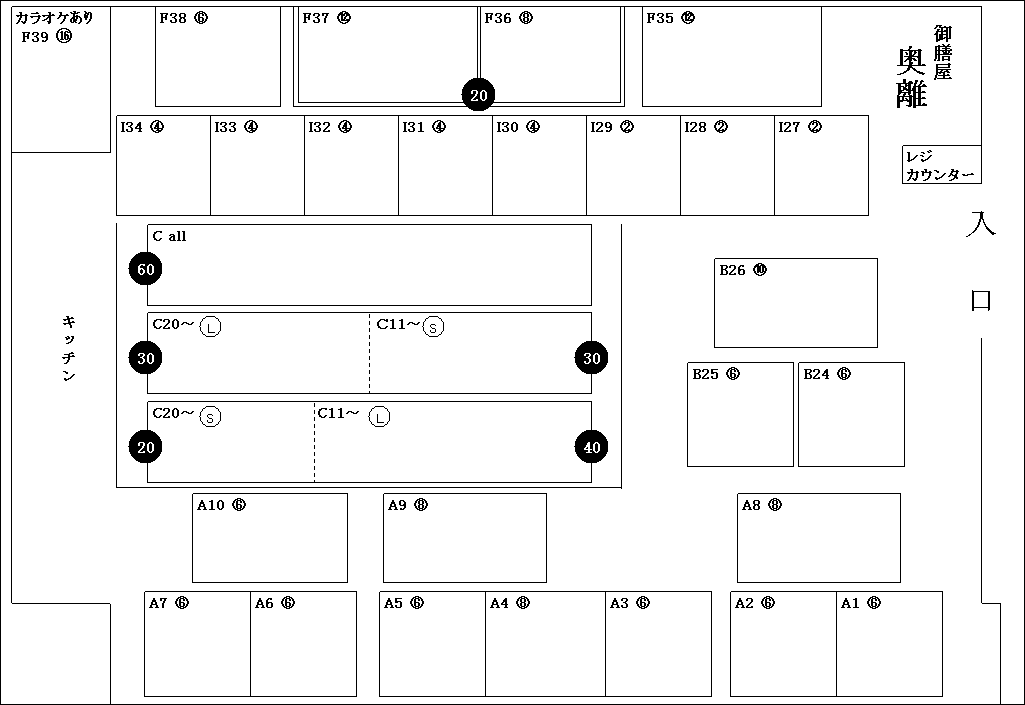 カラオケあり
F39 ⑯
F38 ⑥
F37 ⑫
F36 ⑧
20
F35 ⑫
御膳屋
奥離
I34 ④
I33 ④
I32 ④
I31 ④
I30 ④
I29 ②
I28 ②
I27 ②
レジ
カウンター
入口
C all
60
C20～ Ⓛ
C11～ Ⓢ
30
30
C20～ Ⓢ
C11～ Ⓛ
20
40
キッチン
B26 ⑩
B25 ⑥
B24 ⑥
A10 ⑥
A9 ⑧
A8 ⑧
A7 ⑥
A6 ⑥
A5 ⑥
A4 ⑧
A3 ⑥
A2 ⑥
A1 ⑥